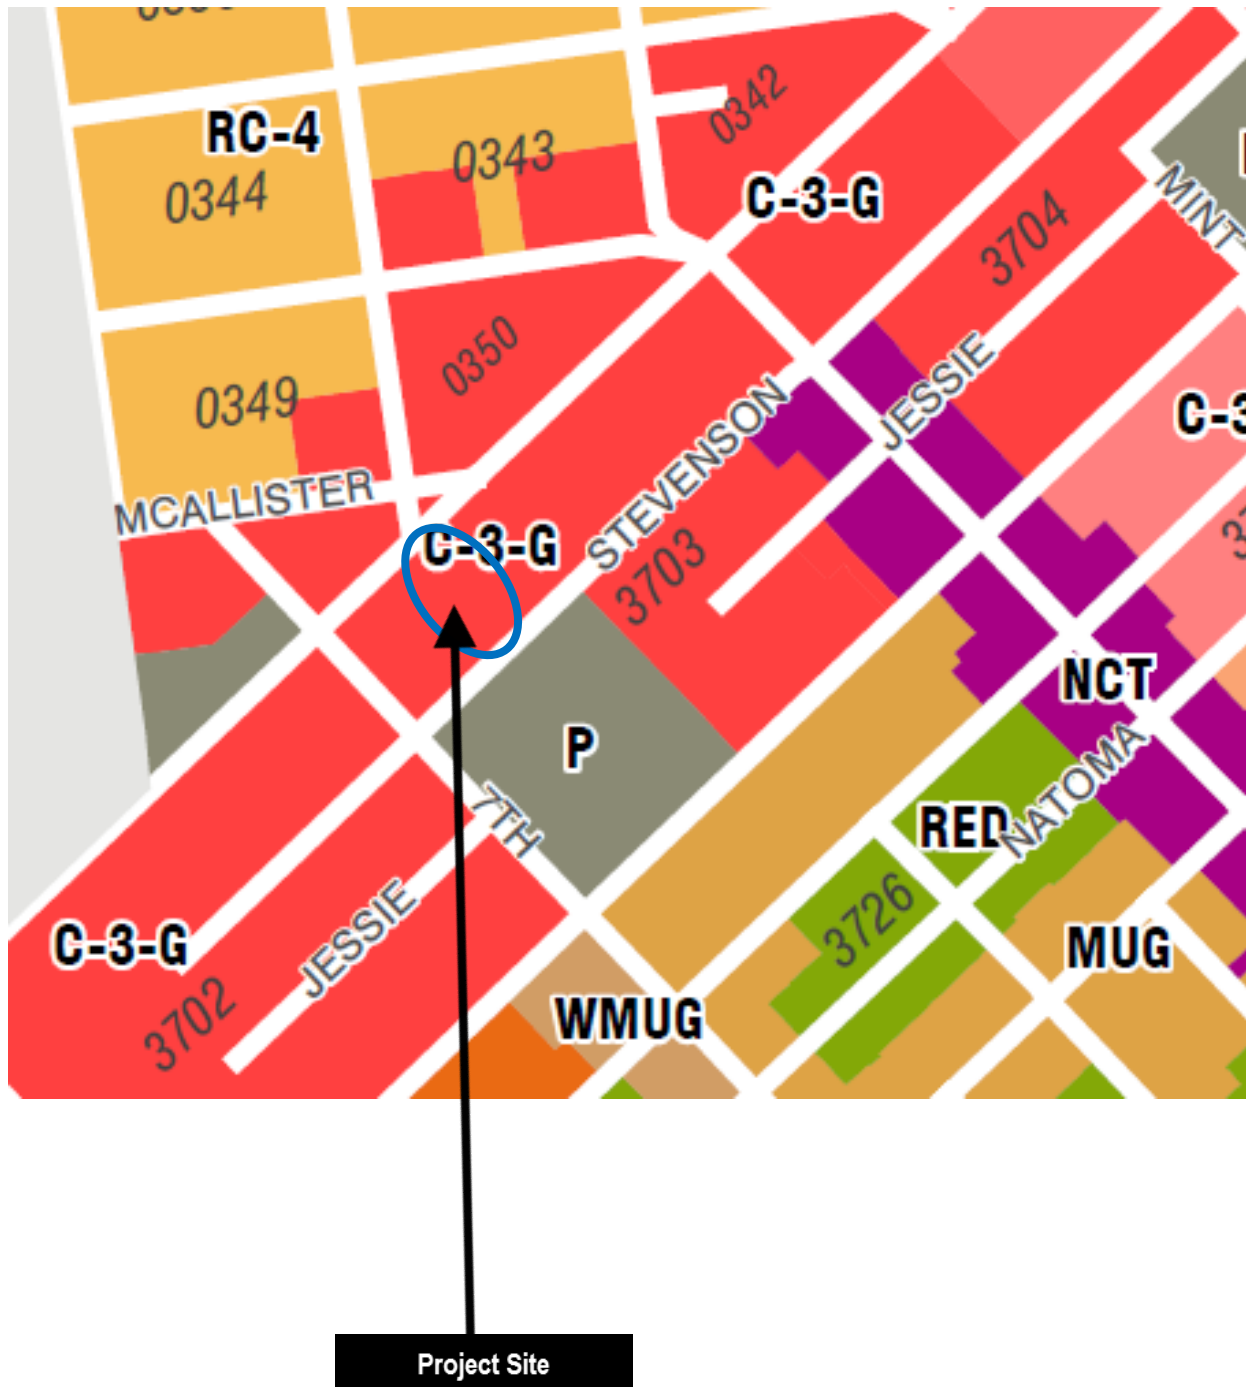 RC-4
0343
0342
0344
C-3-G
MINT
3704
0350
JESSIE
0349
STEVENSON
C-3
MCALLISTER
C-3-G
3703
NCT
P
NATOMA
7TH
RED
3726
JESSIE
C-3-G
MUG
3702
WMUG
Project Site